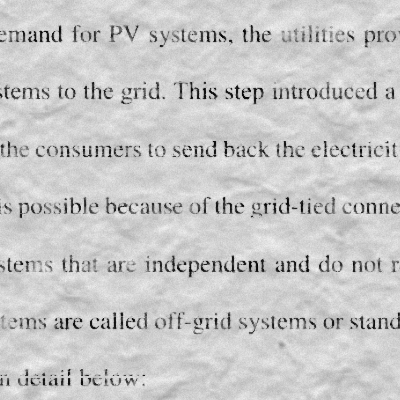 emand for PV systems, the utilities prov
stems to the grid. This step introduced a
the consumers to send back the electricit
is possible because of the grid-tied conne
stems that are independent and do not r
tems are called off-grid systems or stand
n detail below: